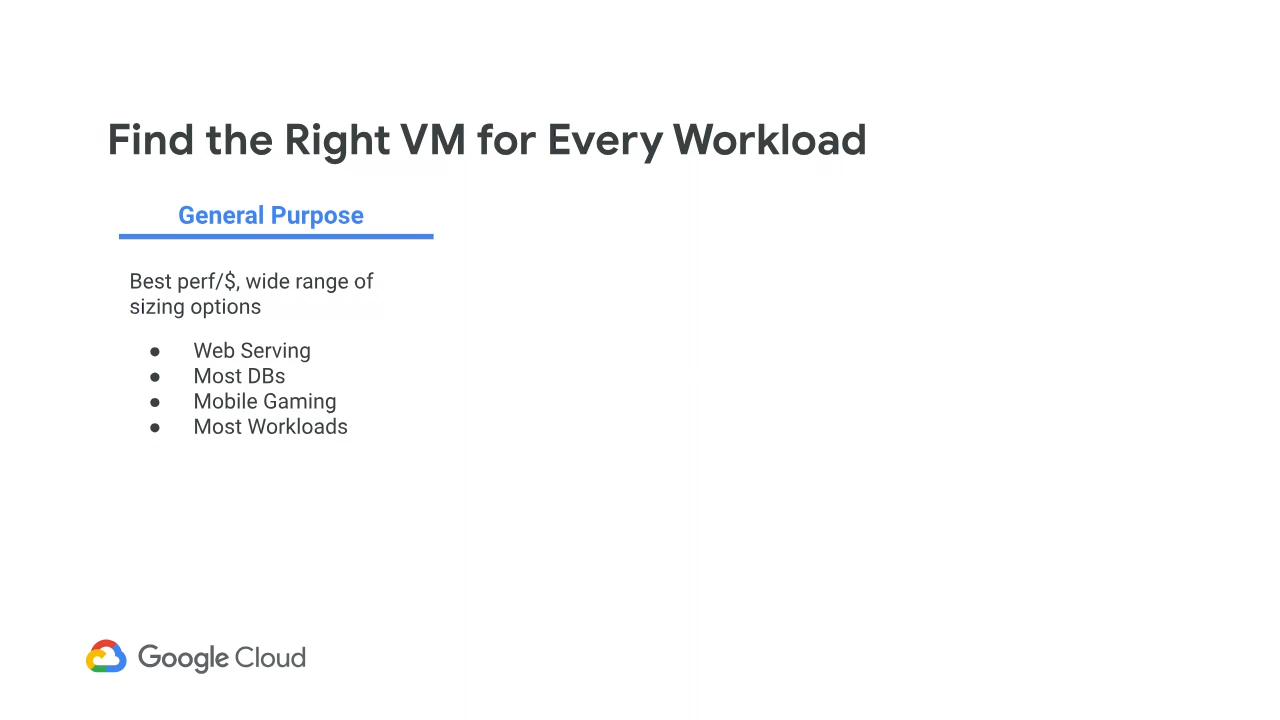 Find the Right VM for Every Workload
General Purpose
Best perf/$, wide range of
sizing options
● Web Serving
● Most DBs
● Mobile Gaming
● Most Workloads
Google Cloud